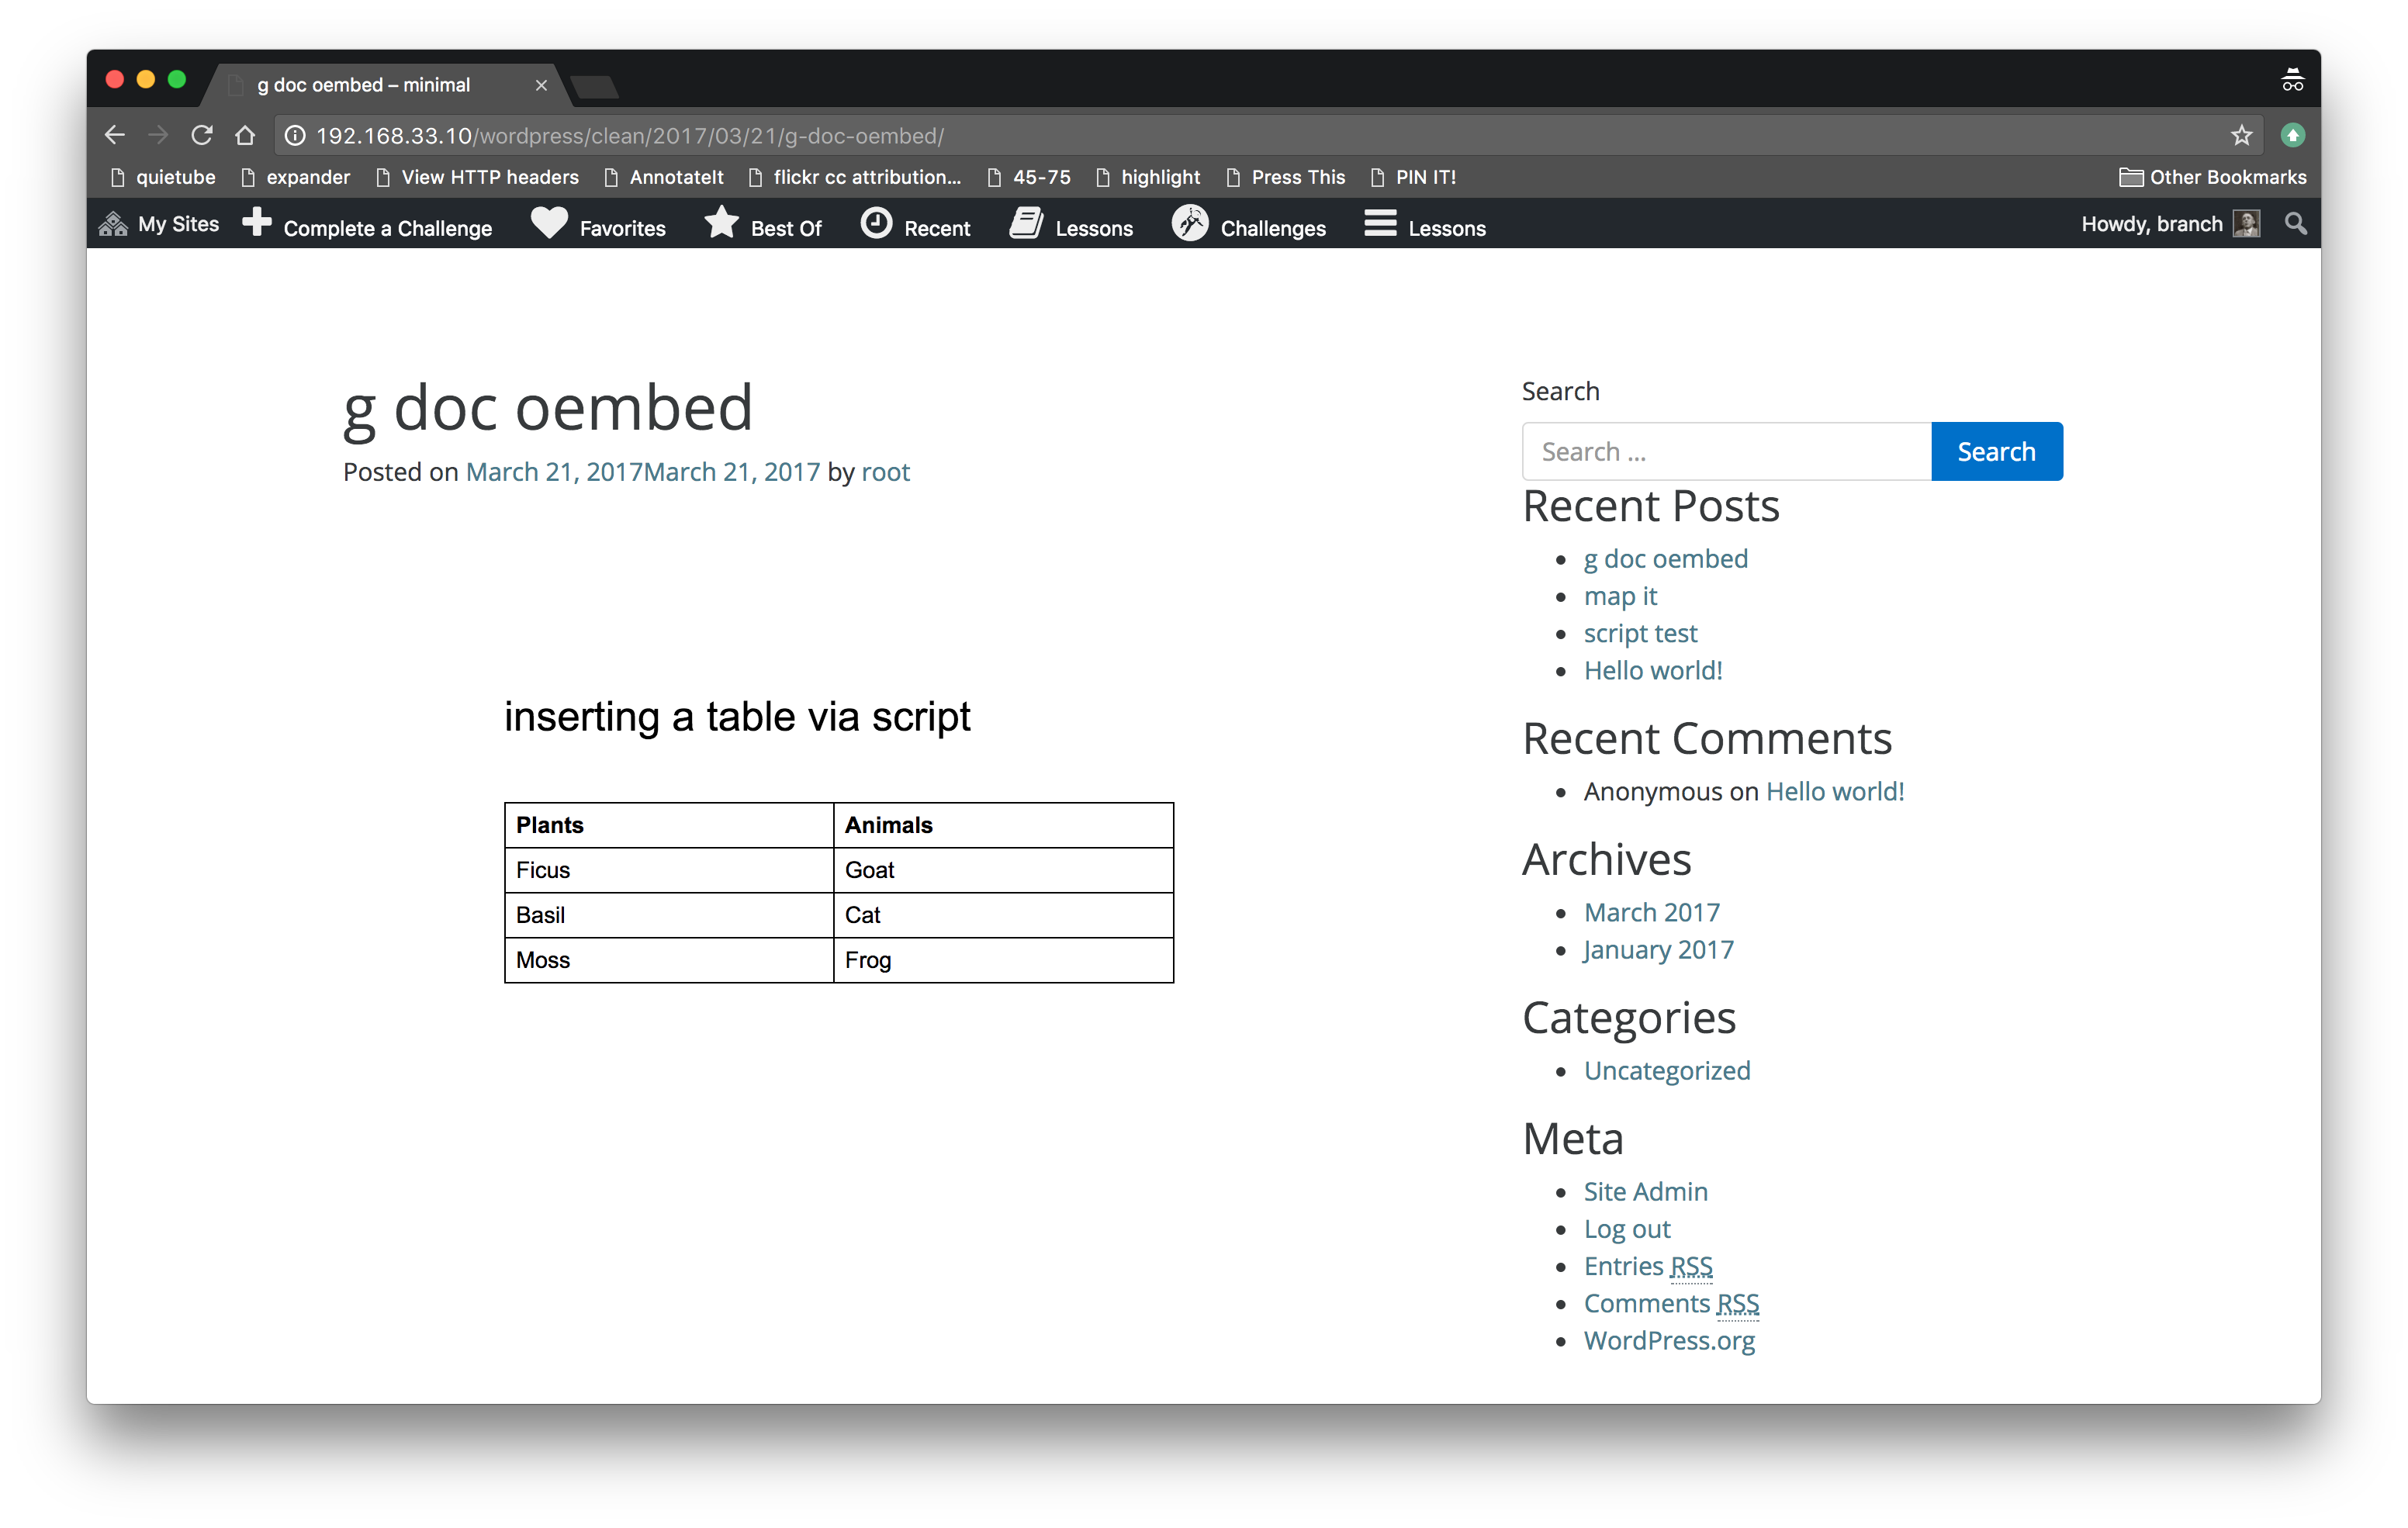 g doc oembed – minimal
192.168.33.10/wordpress/clean/2017/03/21/g-doc-oembed/
quietube expander View HTTP headers AnnotateIt flickr cc attribution... 45-75 highlight Press This PIN IT! Other Bookmarks
My Sites Complete a Challenge Favorites Best Of Recent Lessons Challenges Lessons Howdy, branch
g doc oembed
Posted on March 21, 2017March 21, 2017 by root
inserting a table via script
Plants Animals
Ficus Goat
Basil Cat
Moss Frog
Search
Search ... Search
Recent Posts
g doc oembed
map it
script test
Hello world!
Recent Comments
Anonymous on Hello world!
Archives
March 2017
January 2017
Categories
Uncategorized
Meta
Site Admin
Log out
Entries RSS
Comments RSS
WordPress.org